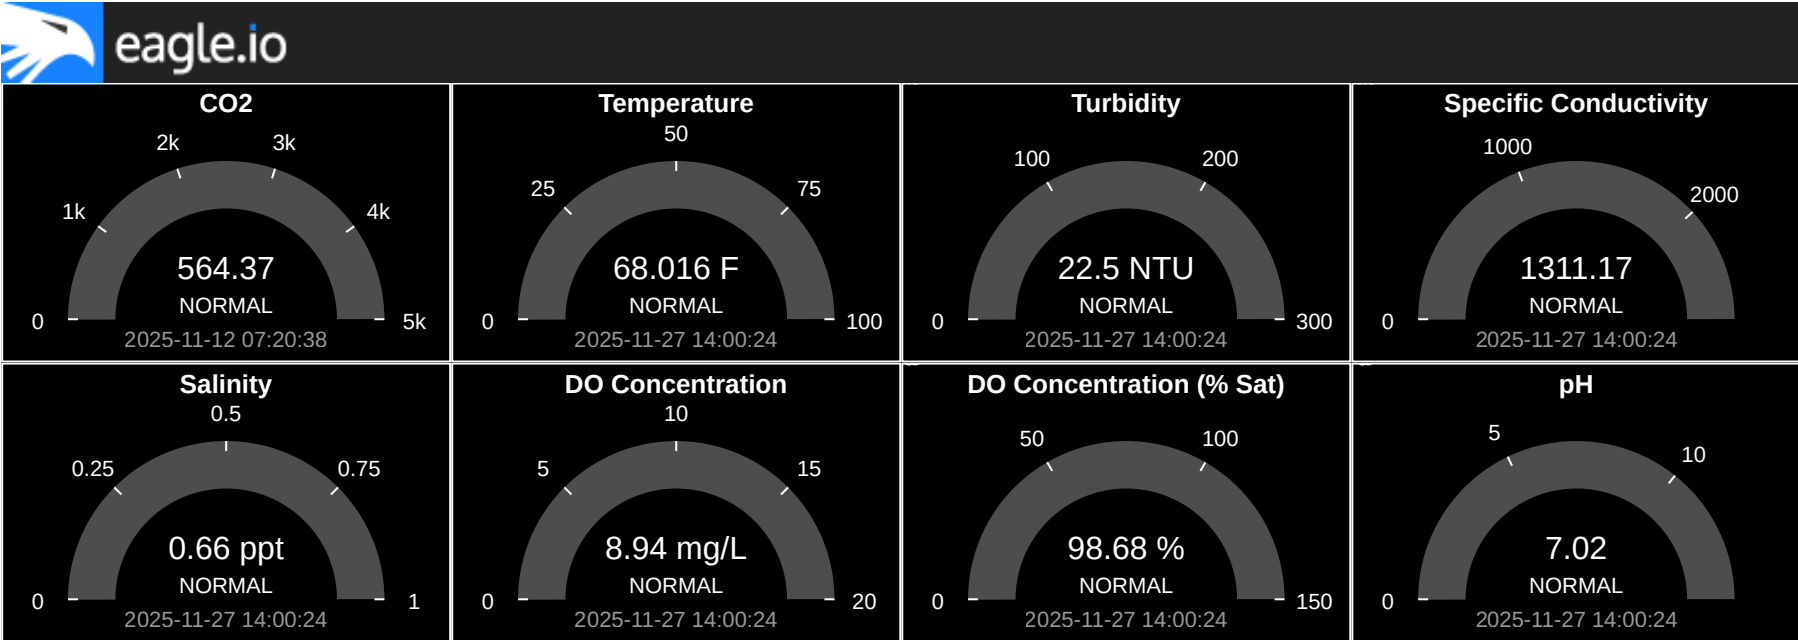 eagle.io
CO2
2k
3k
1k
4k
564.37
NORMAL
0
5k
2025-11-12 07:20:38
Temperature
50
25
75
68.016 F
NORMAL
0
100
2025-11-27 14:00:24
Turbidity
100
200
22.5 NTU
NORMAL
0
300
2025-11-27 14:00:24
Specific Conductivity
1000
2000
1311.17
NORMAL
0
2025-11-27 14:00:24
Salinity
0.5
0.25
0.75
0.66 ppt
NORMAL
0
1
2025-11-27 14:00:24
DO Concentration
10
5
15
8.94 mg/L
NORMAL
0
20
2025-11-27 14:00:24
DO Concentration (% Sat)
50
100
98.68 %
NORMAL
0
150
2025-11-27 14:00:24
pH
5
10
7.02
NORMAL
0
2025-11-27 14:00:24